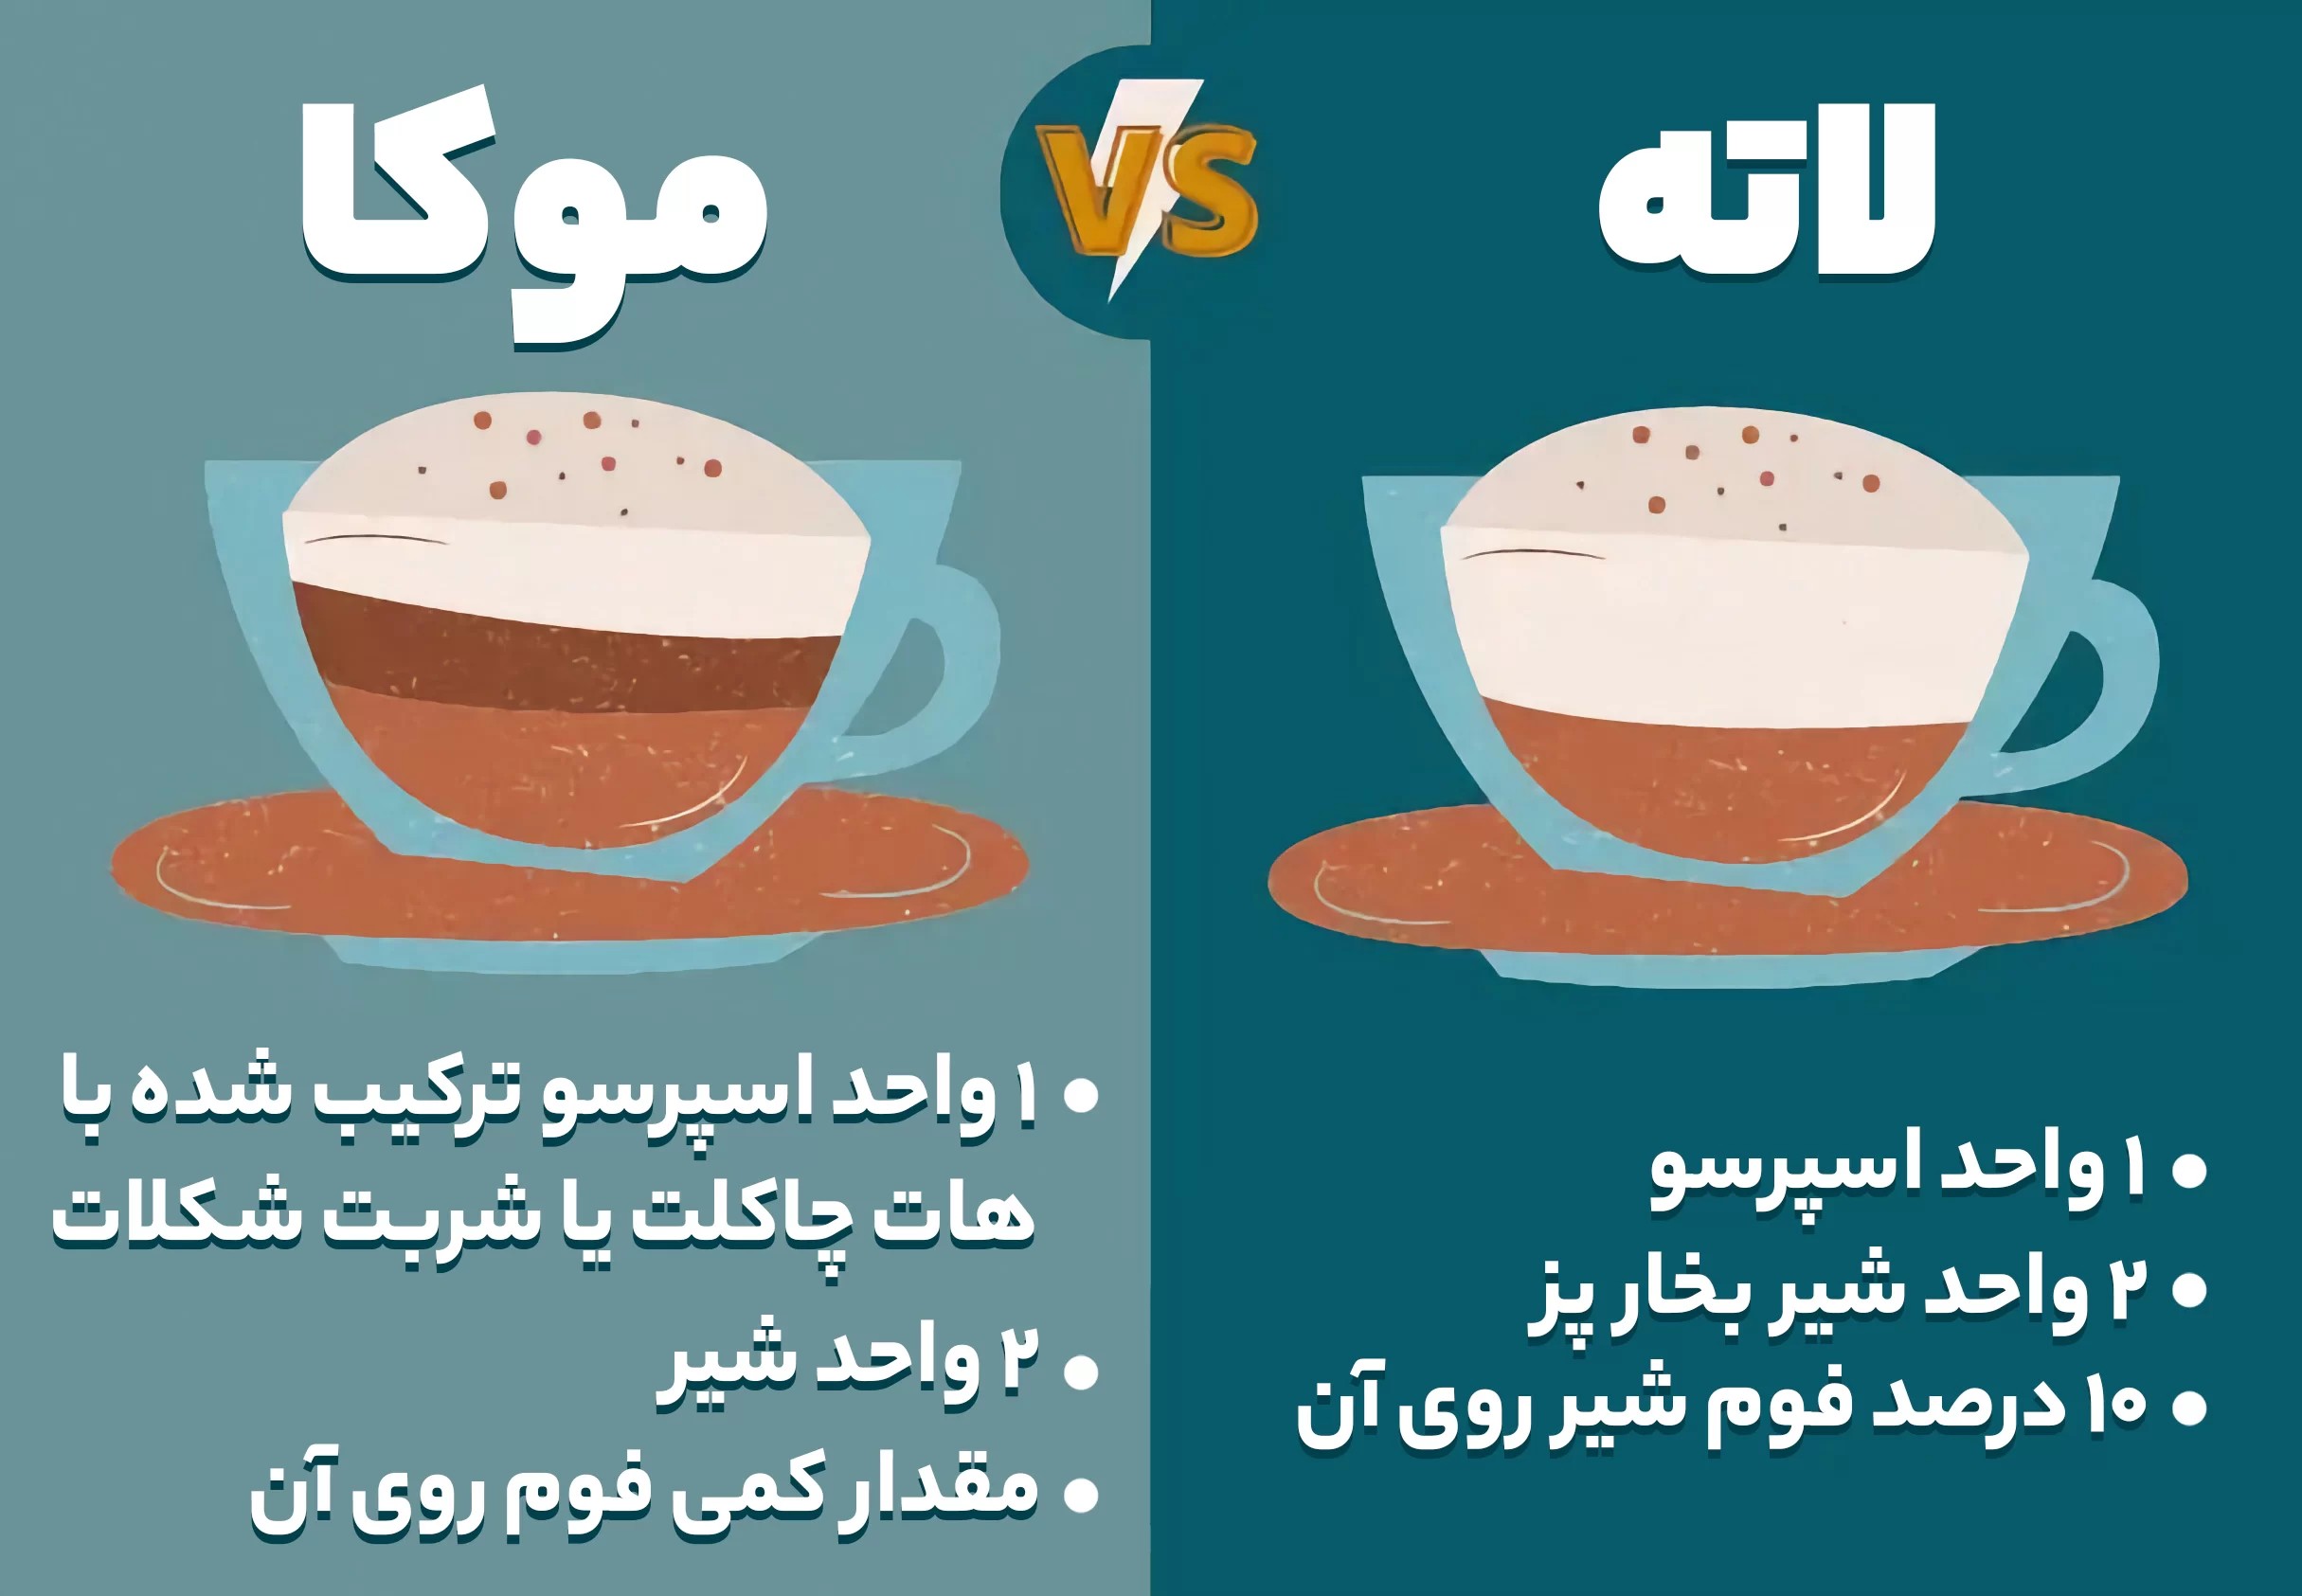 لاته
VS
موکا
• ۱ واحد اسپرسو
• ۲ واحد شیر بخار پز
• ۱۰ درصد فوم شیر روی آن
• ۱ واحد اسپرسو ترکیب شده با
هات چاکلت یا شربت شکلات
• ۲ واحد شیر
• مقدار کمی فوم روی آن